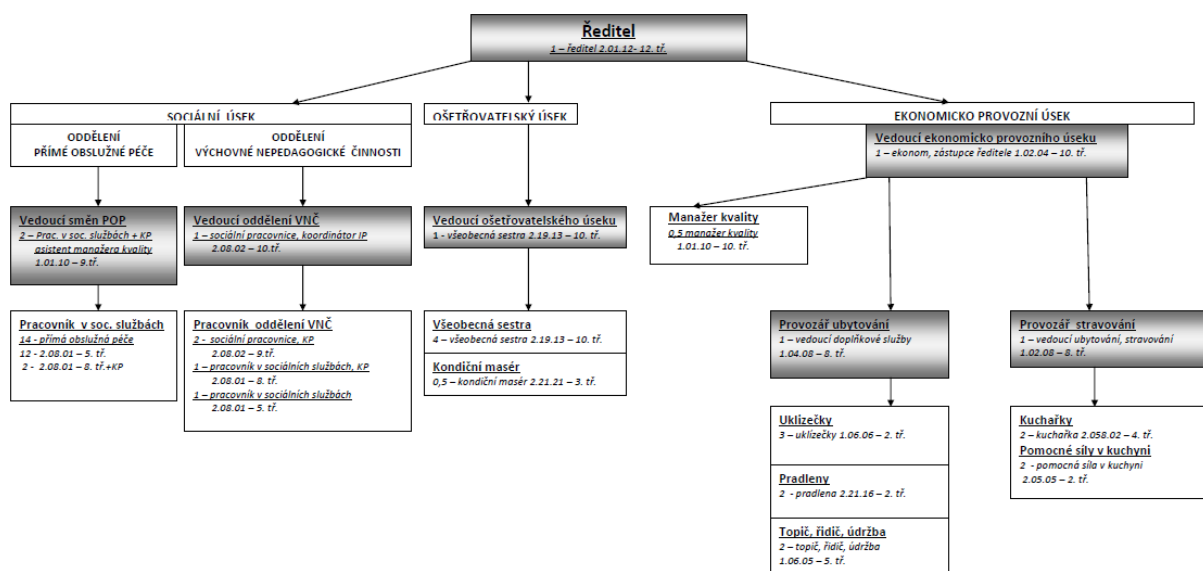 Ředitel
1 – ředitel 2.01.12- 12. tř.
SOCIÁLNÍ ÚSEK
ODDĚLENÍ
PŘÍMÉ OBSLUŽNÉ PÉČE
ODDĚLENÍ
VÝCHOVNÉ NEPEDAGOGICKÉ ČINNOSTI
OŠETŘOVATELSKÝ ÚSEK
EKONOMICKO PROVOZNÍ ÚSEK
Vedoucí ekonomicko provozního úseku
1 – ekonom, zástupce ředitele 1.02.04 – 10. tř.
Vedoucí směn POP
2 – Prac. v soc. službách + KP
asistent manažera kvality
1.01.10 – 9.tř.
Vedoucí oddělení VNČ
1 – sociální pracovnice, koordinátor IP
2.08.02 – 10.tř.
Vedoucí ošetřovatelského úseku
1 - všeobecná sestra 2.19.13 – 10. tř.
Manažer kvality
0,5 manažer kvality
1.01.10 – 10. tř.
Pracovník v soc. službách
14 - přímá obslužná péče
12 - 2.08.01 – 5. tř.
2 - 2.08.01 – 8. tř.+KP
Pracovník oddělení VNČ
2 - sociální pracovnice, KP
2.08.02 – 9.tř.
1 – pracovník v sociálních službách, KP
2.08.01 – 8. tř.
1 – pracovník v sociálních službách
2.08.01 – 5. tř.
Všeobecná sestra
4 – všeobecná sestra 2.19.13 – 10. tř.
Kondiční masér
0,5 – kondiční masér 2.21.21 – 3. tř.
Provozář ubytování
1 – vedoucí doplňkové služby
1.04.08 – 8. tř.
Provozář stravování
1 – vedoucí ubytování, stravování
1.02.08 – 8. tř.
Uklízečky
3 – uklízečky 1.06.06 – 2. tř.
Pradleny
2 - pradlena 2.21.16 – 2. tř.
Topič, řidič, údržba
2 – topič, řidič, údržba
1.06.05 – 5. tř.
Kuchařky
2 – kuchařka 2.058.02 – 4. tř.
Pomocné síly v kuchyni
2 - pomocná síla v kuchyni
2.05.05 – 2. tř.